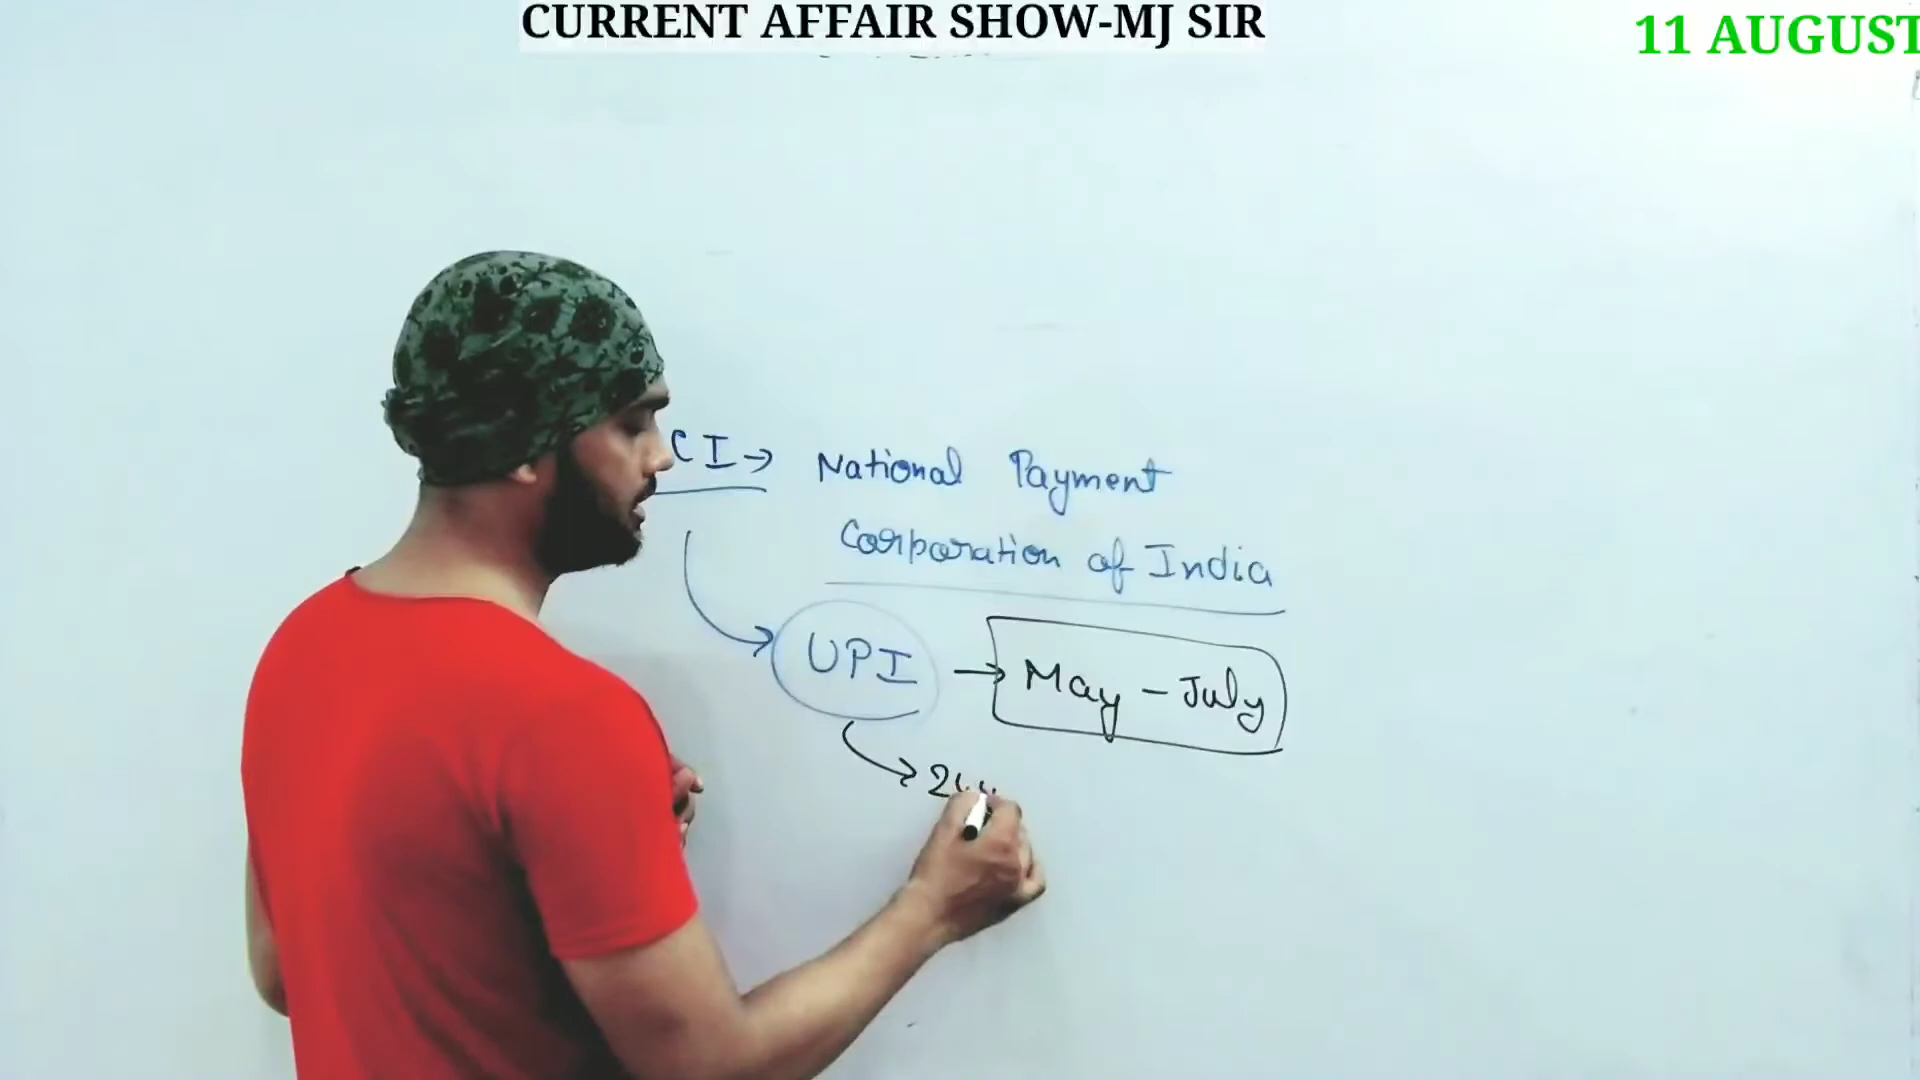 CURRENT AFFAIR SHOW-MJ SIR
11 AUGUST
CI → National Payment
Corporation of India
UPI → May - July